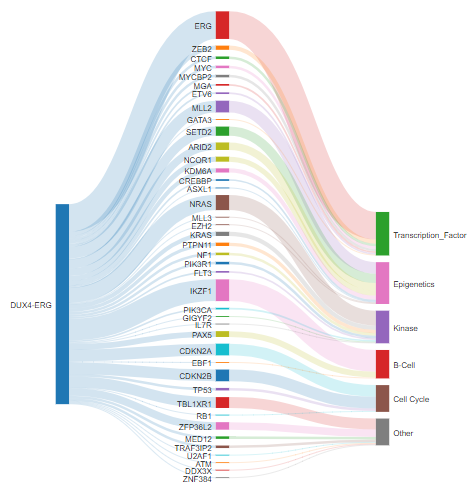 ERG
ZEB2
CTCF
MYC
MYCBP2
MGA
ETV6
MLL2
GATA3
SETD2
ARID2
NCOR1
KDM6A
CREBBP
ASXL1
NRAS
MLL3
EZH2
KRAS
PTPN11
NF1
PIK3R1
FLT3
IKZF1
PIK3CA
GIGYF2
IL7R
PAX5
CDKN2A
EBF1
CDKN2B
TP53
TBL1XR1
RB1
ZFP36L2
MED12
TRAF3IP2
U2AF1
ATM
DDX3X
ZNF384
DUX4-ERG
Transcription_Factor
Epigenetics
Kinase
B-Cell
Cell Cycle
Other